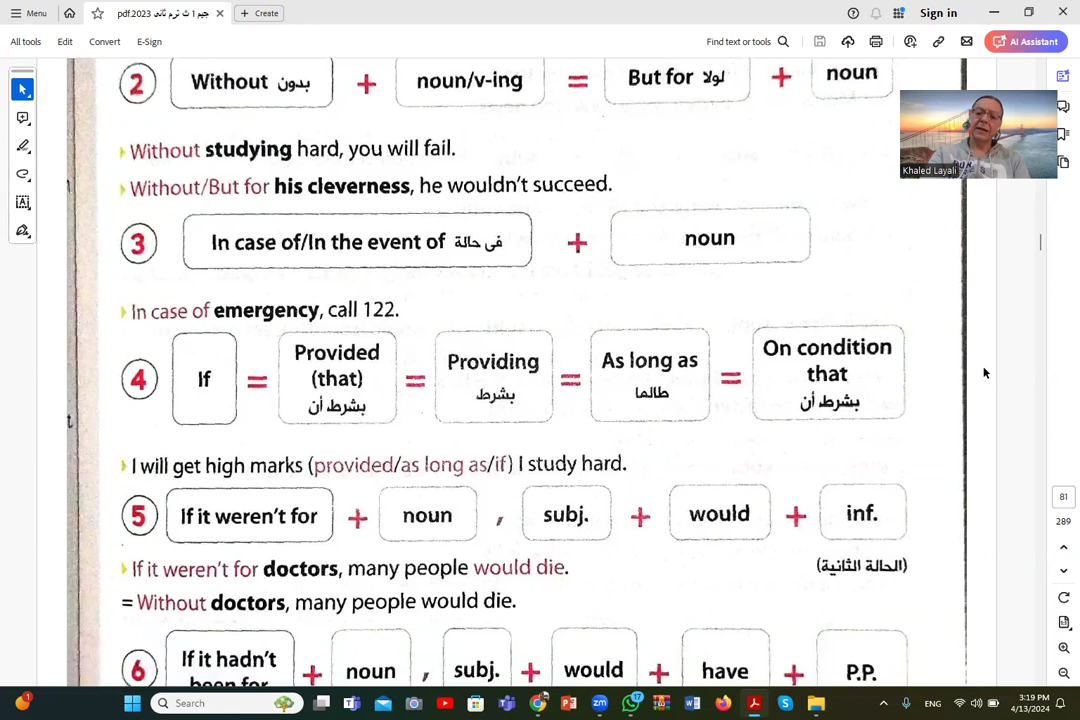 Menu
جيم 1 ث ترم ثانى 2023.pdf
Create
Sign in
All tools
Edit
Convert
E-Sign
Find text or tools
AI Assistant
2 Without بدون + noun/v-ing = But for لولا + noun
Khaled Layali
Without studying hard, you will fail.
Without/But for his cleverness, he wouldn't succeed.
3 In case of/In the event of فى حالة + noun
In case of emergency, call 122.
4 If = Provided (that) بشرط أن = Providing بشرط = As long as طالما = On condition that بشرط أن
I will get high marks (provided/as long as/if) I study hard.
5 If it weren't for + noun , subj. + would + inf.
If it weren't for doctors, many people would die. (الحالة الثانية)
= Without doctors, many people would die.
6 If it hadn't been for + noun , subj. + would + have + P.P.
81
289
Search
17
1
ENG
3:19 PM
4/13/2024